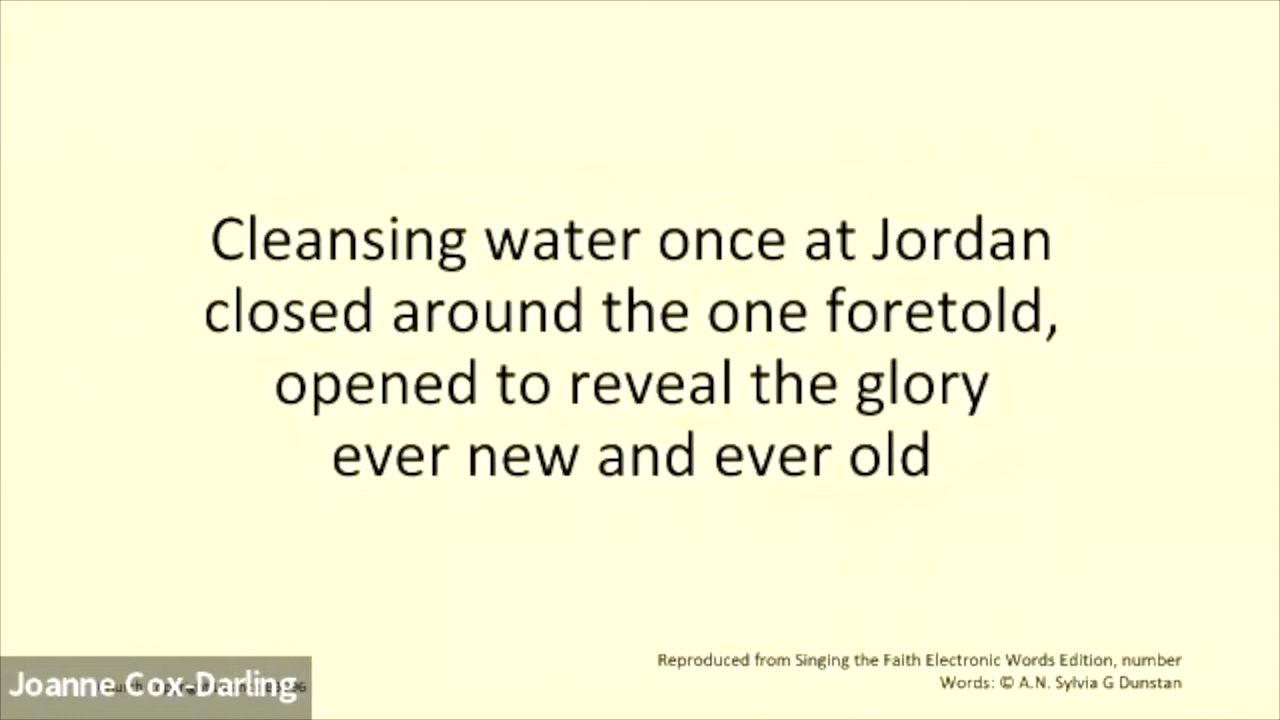 Cleansing water once at Jordan
closed around the one foretold,
opened to reveal the glory
ever new and ever old
Reproduced from Singing the Faith Electronic Words Edition, number
Words: © A.N. Sylvia G Dunstan
Joanne Cox-Darling